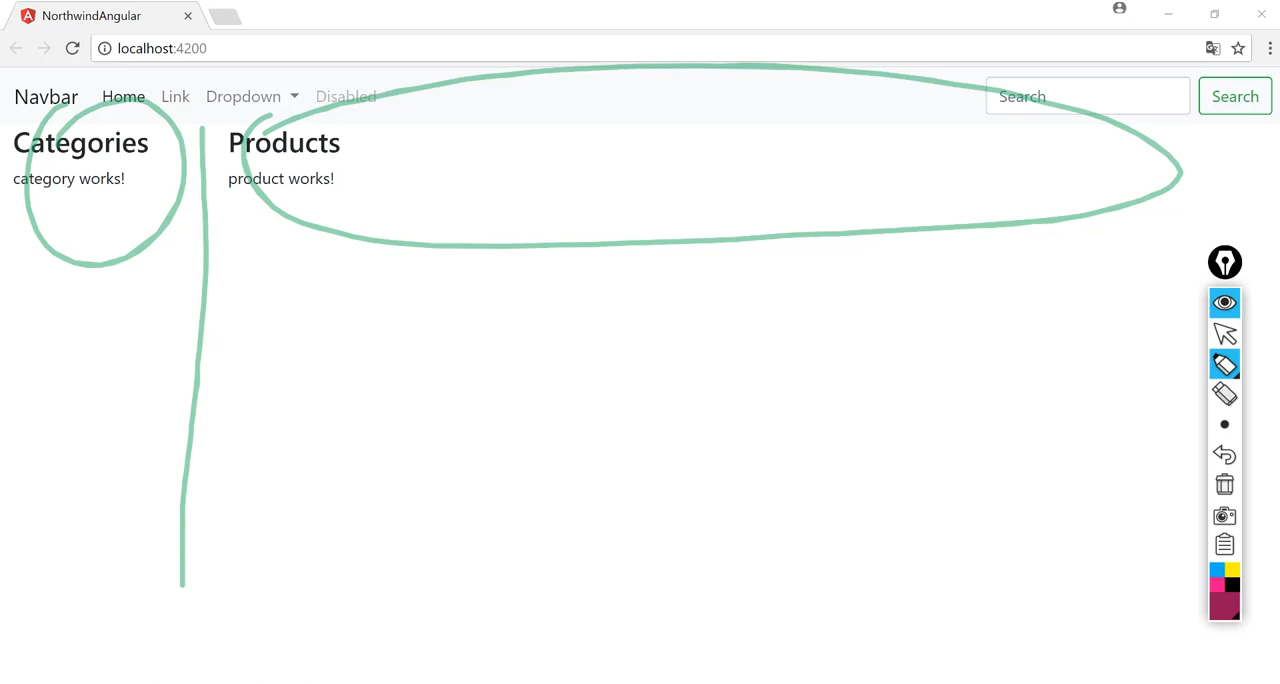 NorthwindAngular
localhost:4200
Navbar Home Link Dropdown Disabled Search Search
Categories Products
category works! product works!